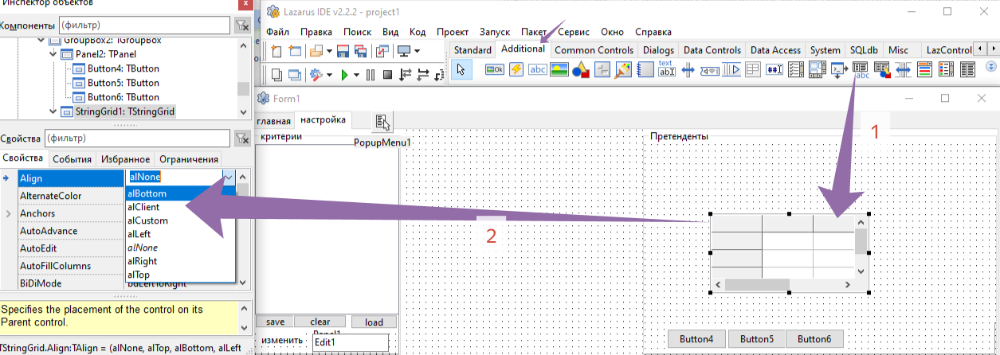 Инспектор объектов
Компоненты (фильтр)
GroupBox2: TGroupBox
Panel2: TPanel
Button4: TButton
Button5: TButton
Button6: TButton
StringGrid1: TStringGrid
Свойства (фильтр)
Свойства События Избранное Ограничения
Align alNone
AlternateColor
Anchors
AutoAdvance
AutoEdit
AutoFillColumns
BiDiMode bdLeftToRight
alBottom
alClient
alCustom
alLeft
alNone
alRight
alTop
Specifies the placement of the control on its
Parent control.
TStringGrid.Align:TAlign = (alNone, alTop, alBottom, alLeft
Lazarus IDE v2.2.2 - project1
Файл Правка Поиск Вид Код Проект Запуск Пакет Сервис Окно Справка
Standard Additional Common Controls Dialogs Data Controls Data Access System SQLdb Misc LazControl
Ok abc text abI ##I abc
Form1
главная настройка
критерии
PopupMenu1
Претенденты
1
2
save clear load
Panel1
изменить Edit1
Button4 Button5 Button6